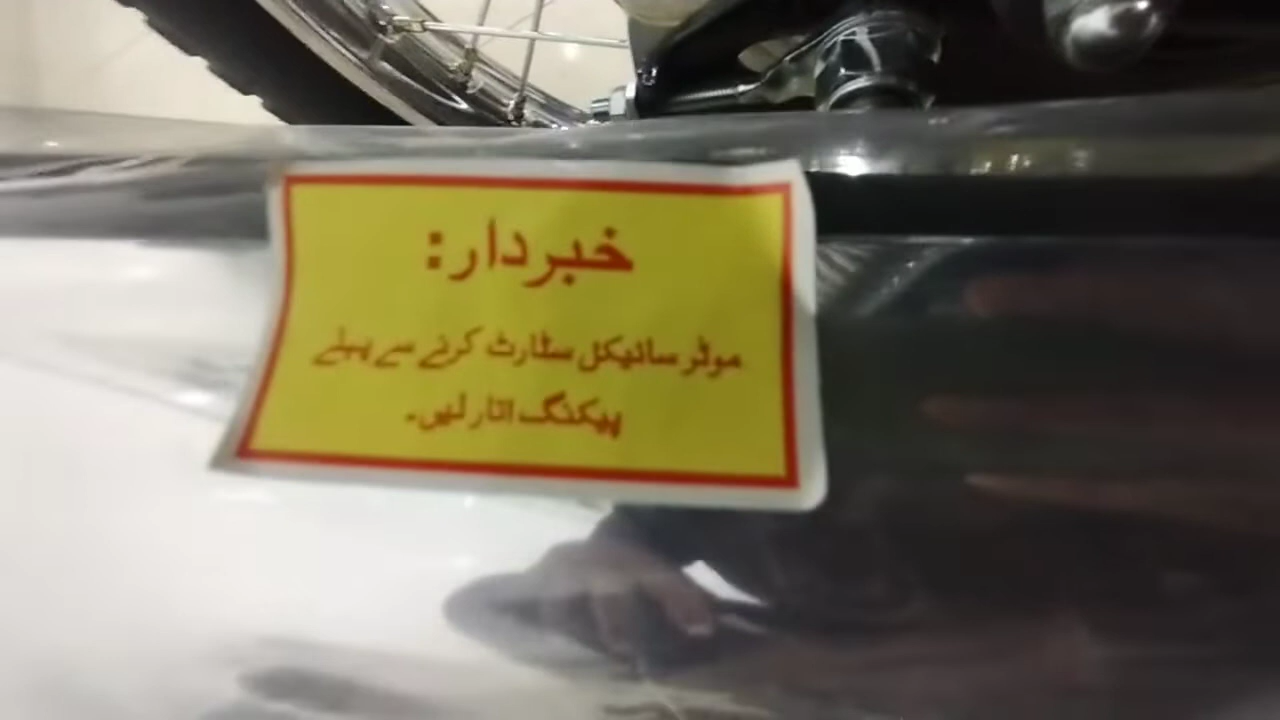 خبردار:
موٹر سائیکل سٹارٹ کرنے سے پہلے
پیکنگ اتار لیں۔